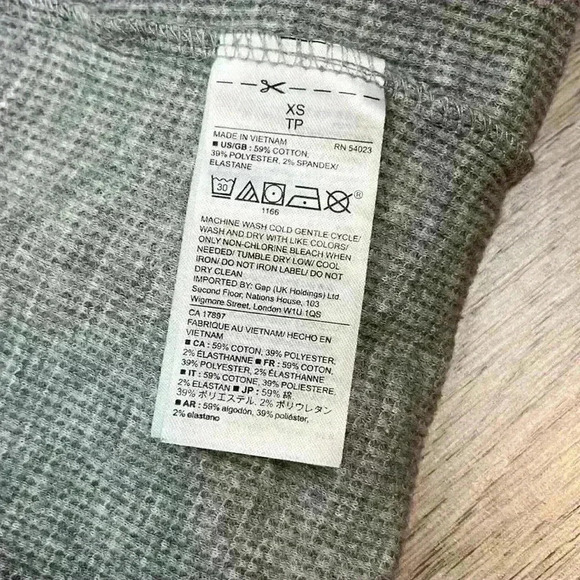 XS
TP
MADE IN VIETNAM RN 54023
■ US/GB : 59% COTTON,
39% POLYESTER, 2% SPANDEX/
ELASTANE
30
®
1166
MACHINE WASH COLD GENTLE CYCLE/
WASH AND DRY WITH LIKE COLORS/
ONLY NON-CHLORINE BLEACH WHEN
NEEDED/ TUMBLE DRY LOW/ COOL
IRON/ DO NOT IRON LABEL/ DO NOT
DRY CLEAN
IMPORTED BY: Gap (UK Holdings) Ltd
Second Floor, Nations House, 103
Wigmore Street, London W1U 1QS
CA 17897
FABRIQUE AU VIETNAM/ HECHO EN
VIETNAM
■ CA : 59% COTON, 39% POLYESTER,
2% ÉLASTHANNE ■ FR : 59% COTON,
39% POLYESTER, 2% ÉLASTHANNE
■ IT : 59% COTONE, 39% POLIESTERE,
2% ELASTAN ■ JP : 59% 綿
39% ポリエステル, 2% ポリウレタン
■ AR : 59% algodón, 39% poliéster,
2% elastano